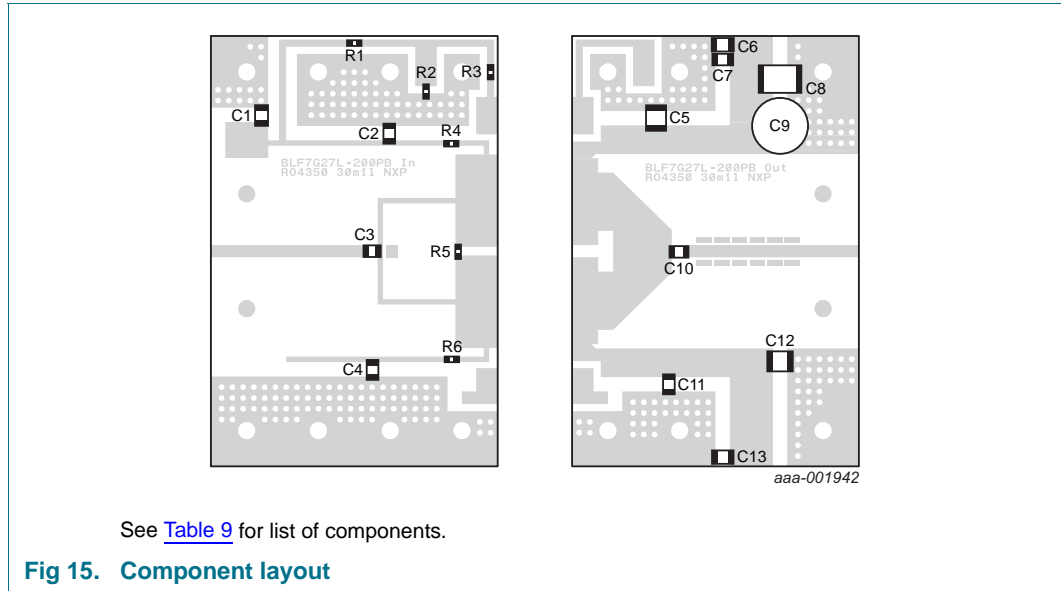 R1
R2
R3
C1
C2
R4
BLF7G27L-200PB In
RO4350 30mil NXP
C3
R5
R6
C4
C6
C7
C8
C5
C9
BLF7G27L-200PB Out
RO4350 30mil NXP
C10
C12
C11
C13
aaa-001942
See Table 9 for list of components.
Fig 15. Component layout